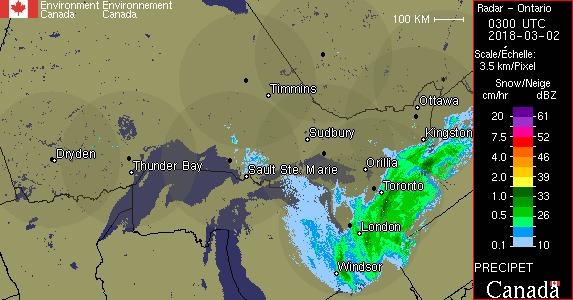 Environment Environnement
Canada Canada
100 KM
Timmins
Ottawa
Sudbury
Kingston
Dryden
Thunder Bay
Sault Ste. Marie
Orillia
Toronto
London
Windsor
Radar - Ontario
0300 UTC
2018-03-02
Scale/Échelle:
3.5 km/Pixel
Snow/Neige
cm/hr dBZ
20 61
7.5 52
4.0 46
2.0 39
1.0 33
0.5 26
0.1 10
PRECIPET
Canada